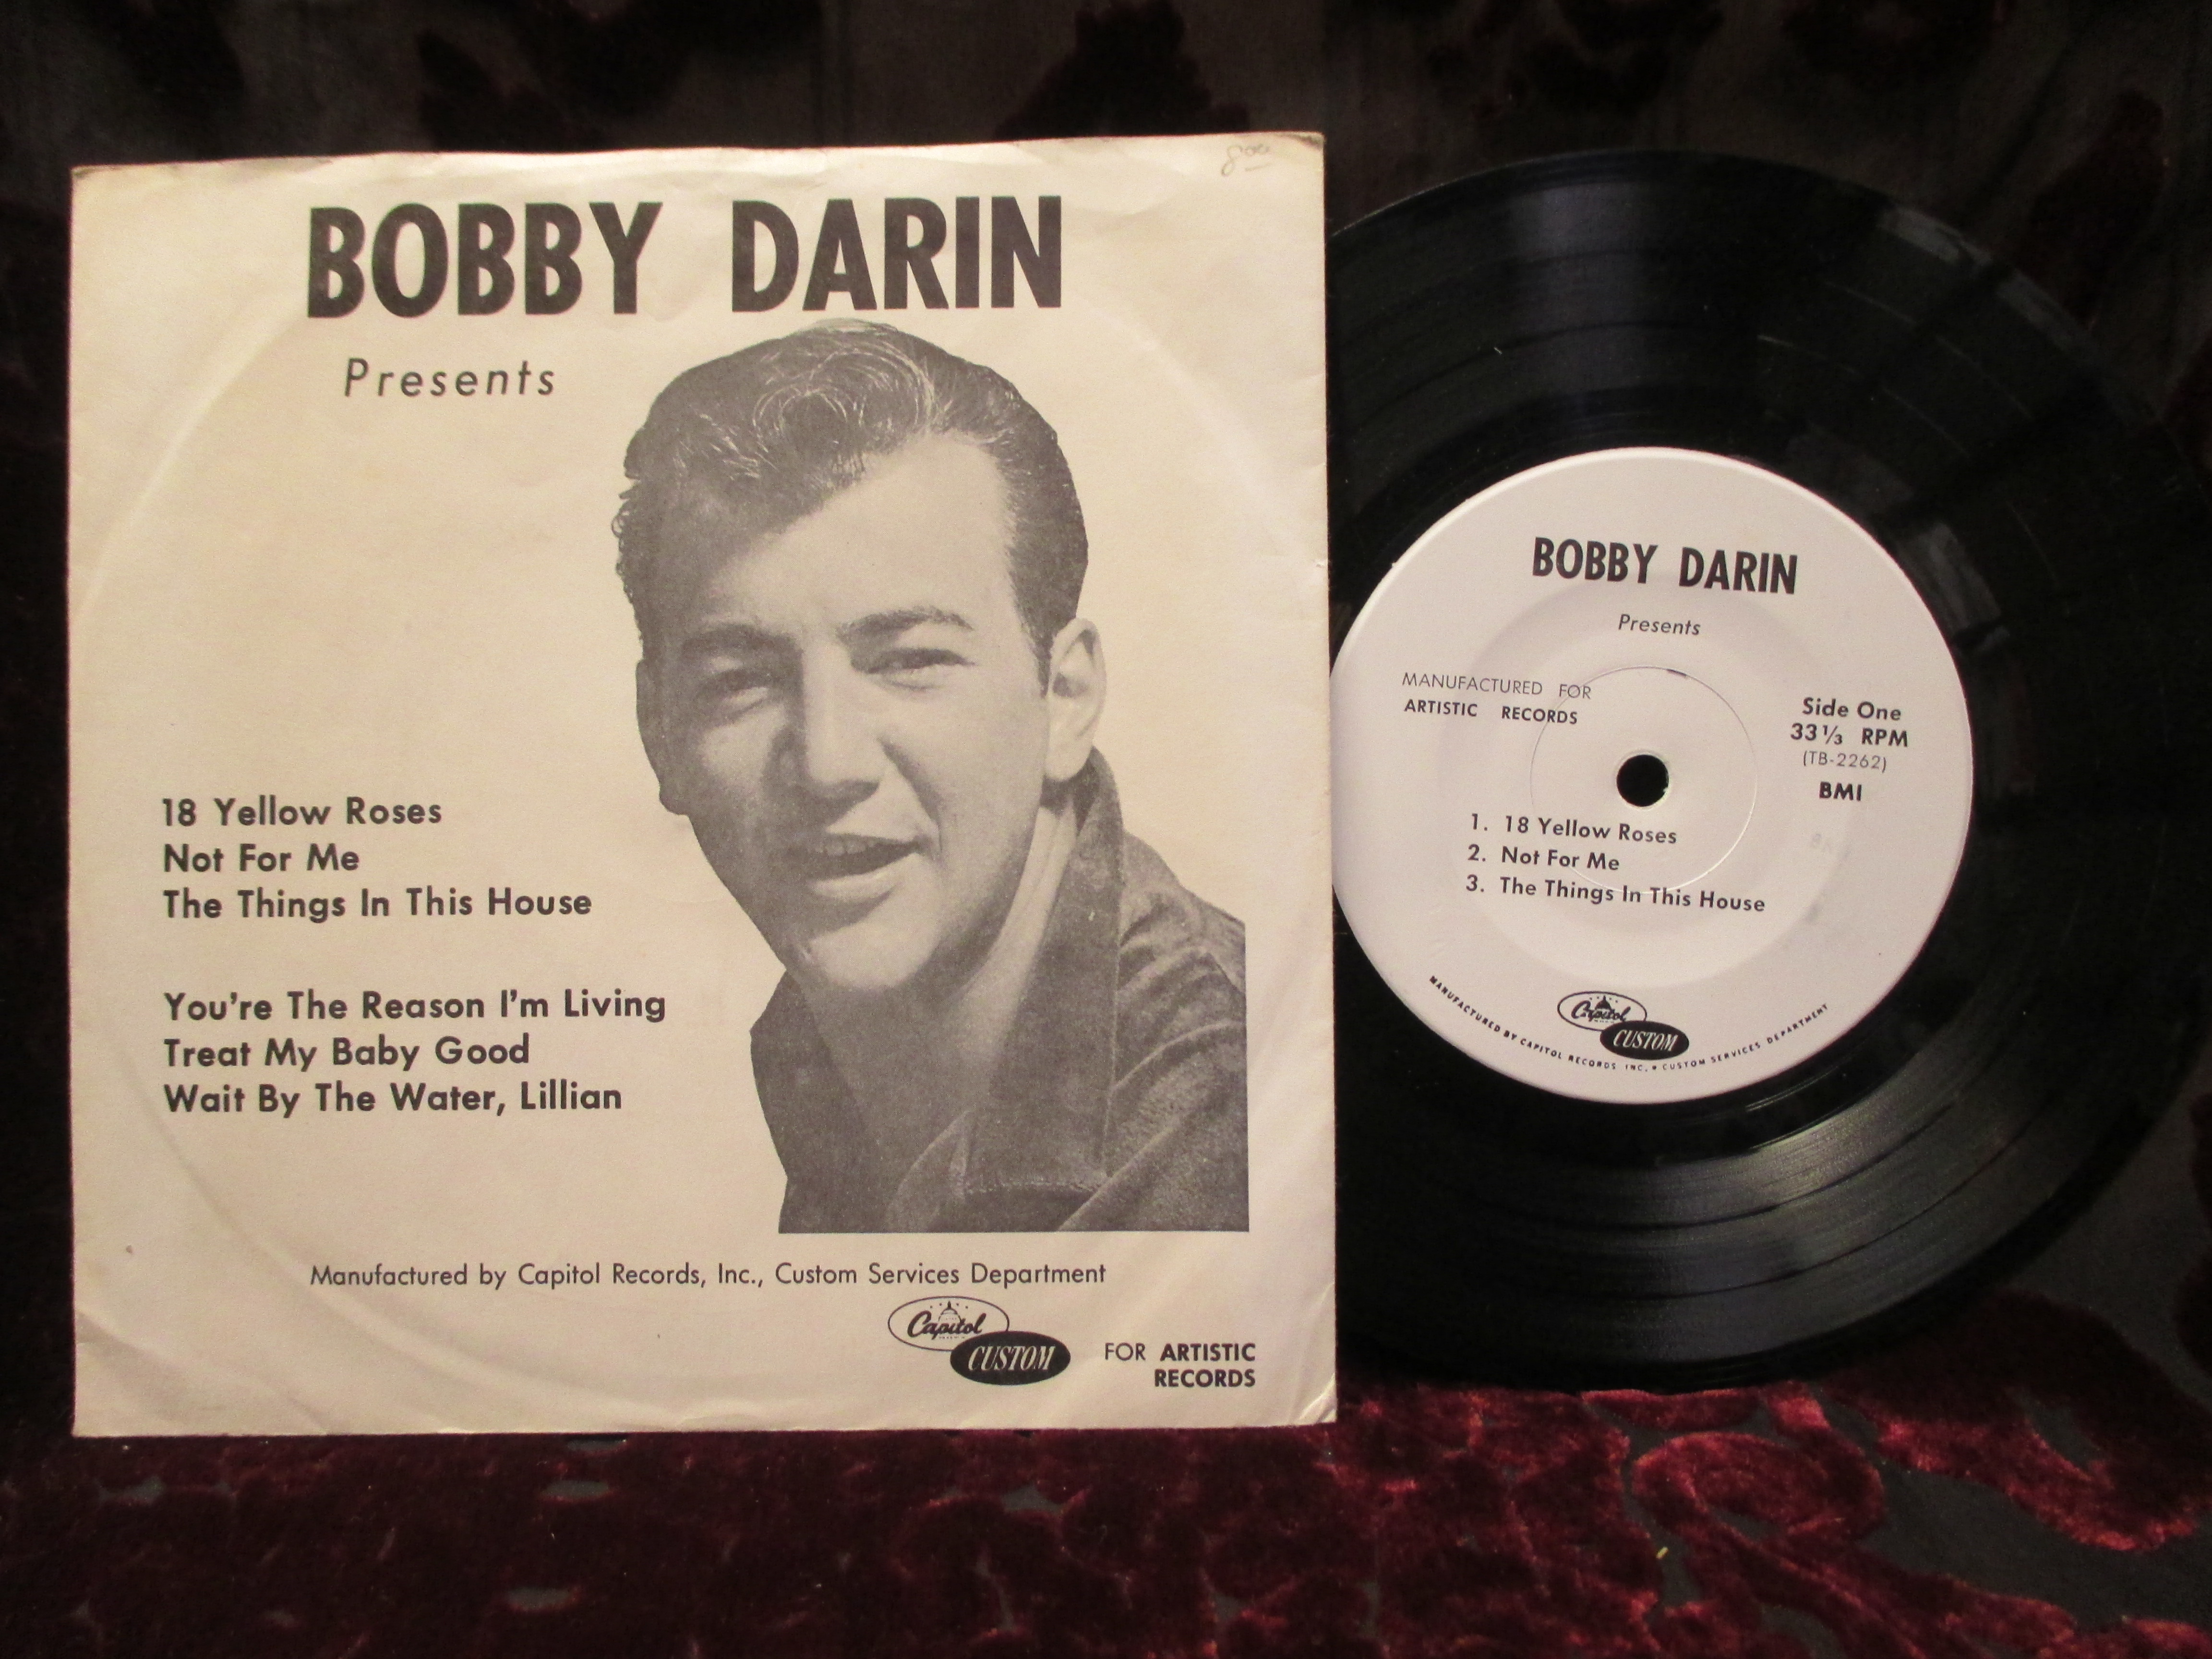 8.00
BOBBY DARIN
Presents
18 Yellow Roses
Not For Me
The Things In This House
You're The Reason I'm Living
Treat My Baby Good
Wait By The Water, Lillian
Manufactured by Capitol Records, Inc., Custom Services Department
Capitol
CUSTOM
FOR ARTISTIC
RECORDS
BOBBY DARIN
Presents
MANUFACTURED FOR
ARTISTIC RECORDS
Side One
33⅓ RPM
(TB-2262)
BMI
1. 18 Yellow Roses
2. Not For Me
3. The Things In This House
Capitol
CUSTOM
MANUFACTURED BY CAPITOL RECORDS INC. • CUSTOM SERVICES DEPARTMENT